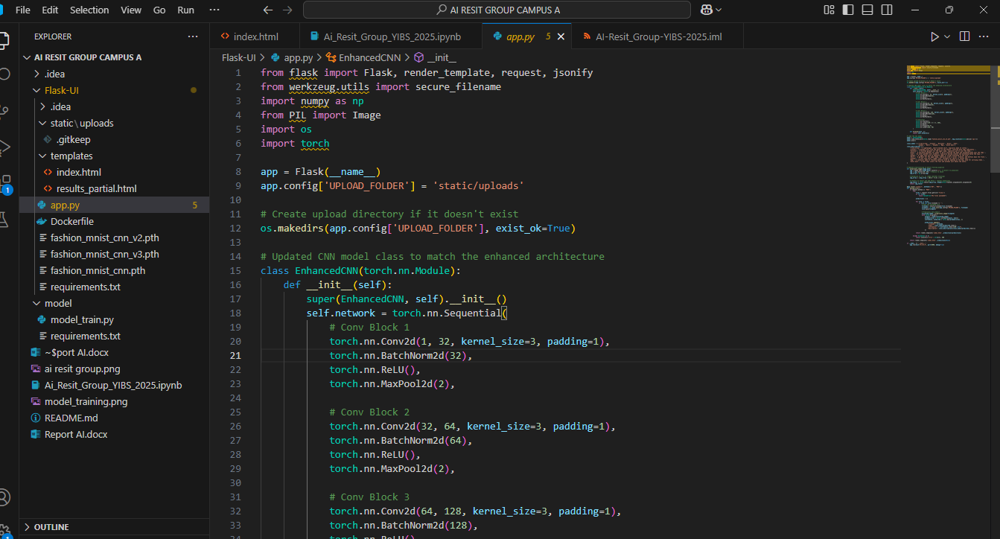 File Edit Selection View Go Run ··· AI RESIT GROUP CAMPUS A
EXPLORER ···
AI RESIT GROUP CAMPUS A
.idea
Flask-UI
.idea
static\uploads
.gitkeep
templates
index.html
results_partial.html
app.py 5
Dockerfile
fashion_mnist_cnn_v2.pth
fashion_mnist_cnn_v3.pth
fashion_mnist_cnn.pth
requirements.txt
model
model_train.py
requirements.txt
~$port AI.docx
ai resit group.png
Ai_Resit_Group_YIBS_2025.ipynb
model_training.png
README.md
Report AI.docx
OUTLINE
1
1
index.html Ai_Resit_Group_YIBS_2025.ipynb app.py 5 AI-Resit-Group-YIBS-2025.iml
Flask-UI > app.py > EnhancedCNN > __init__
1 from flask import Flask, render_template, request, jsonify
2 from werkzeug.utils import secure_filename
3 import numpy as np
4 from PIL import Image
5 import os
6 import torch
7
8 app = Flask(__name__)
9 app.config['UPLOAD_FOLDER'] = 'static/uploads'
10
11 # Create upload directory if it doesn't exist
12 os.makedirs(app.config['UPLOAD_FOLDER'], exist_ok=True)
13
14 # Updated CNN model class to match the enhanced architecture
15 class EnhancedCNN(torch.nn.Module):
16 def __init__(self):
17 super(EnhancedCNN, self).__init__()
18 self.network = torch.nn.Sequential(
19 # Conv Block 1
20 torch.nn.Conv2d(1, 32, kernel_size=3, padding=1),
21 torch.nn.BatchNorm2d(32),
22 torch.nn.ReLU(),
23 torch.nn.MaxPool2d(2),
24
25 # Conv Block 2
26 torch.nn.Conv2d(32, 64, kernel_size=3, padding=1),
27 torch.nn.BatchNorm2d(64),
28 torch.nn.ReLU(),
29 torch.nn.MaxPool2d(2),
30
31 # Conv Block 3
32 torch.nn.Conv2d(64, 128, kernel_size=3, padding=1),
33 torch.nn.BatchNorm2d(128),
34 torch.nn.ReLU(),